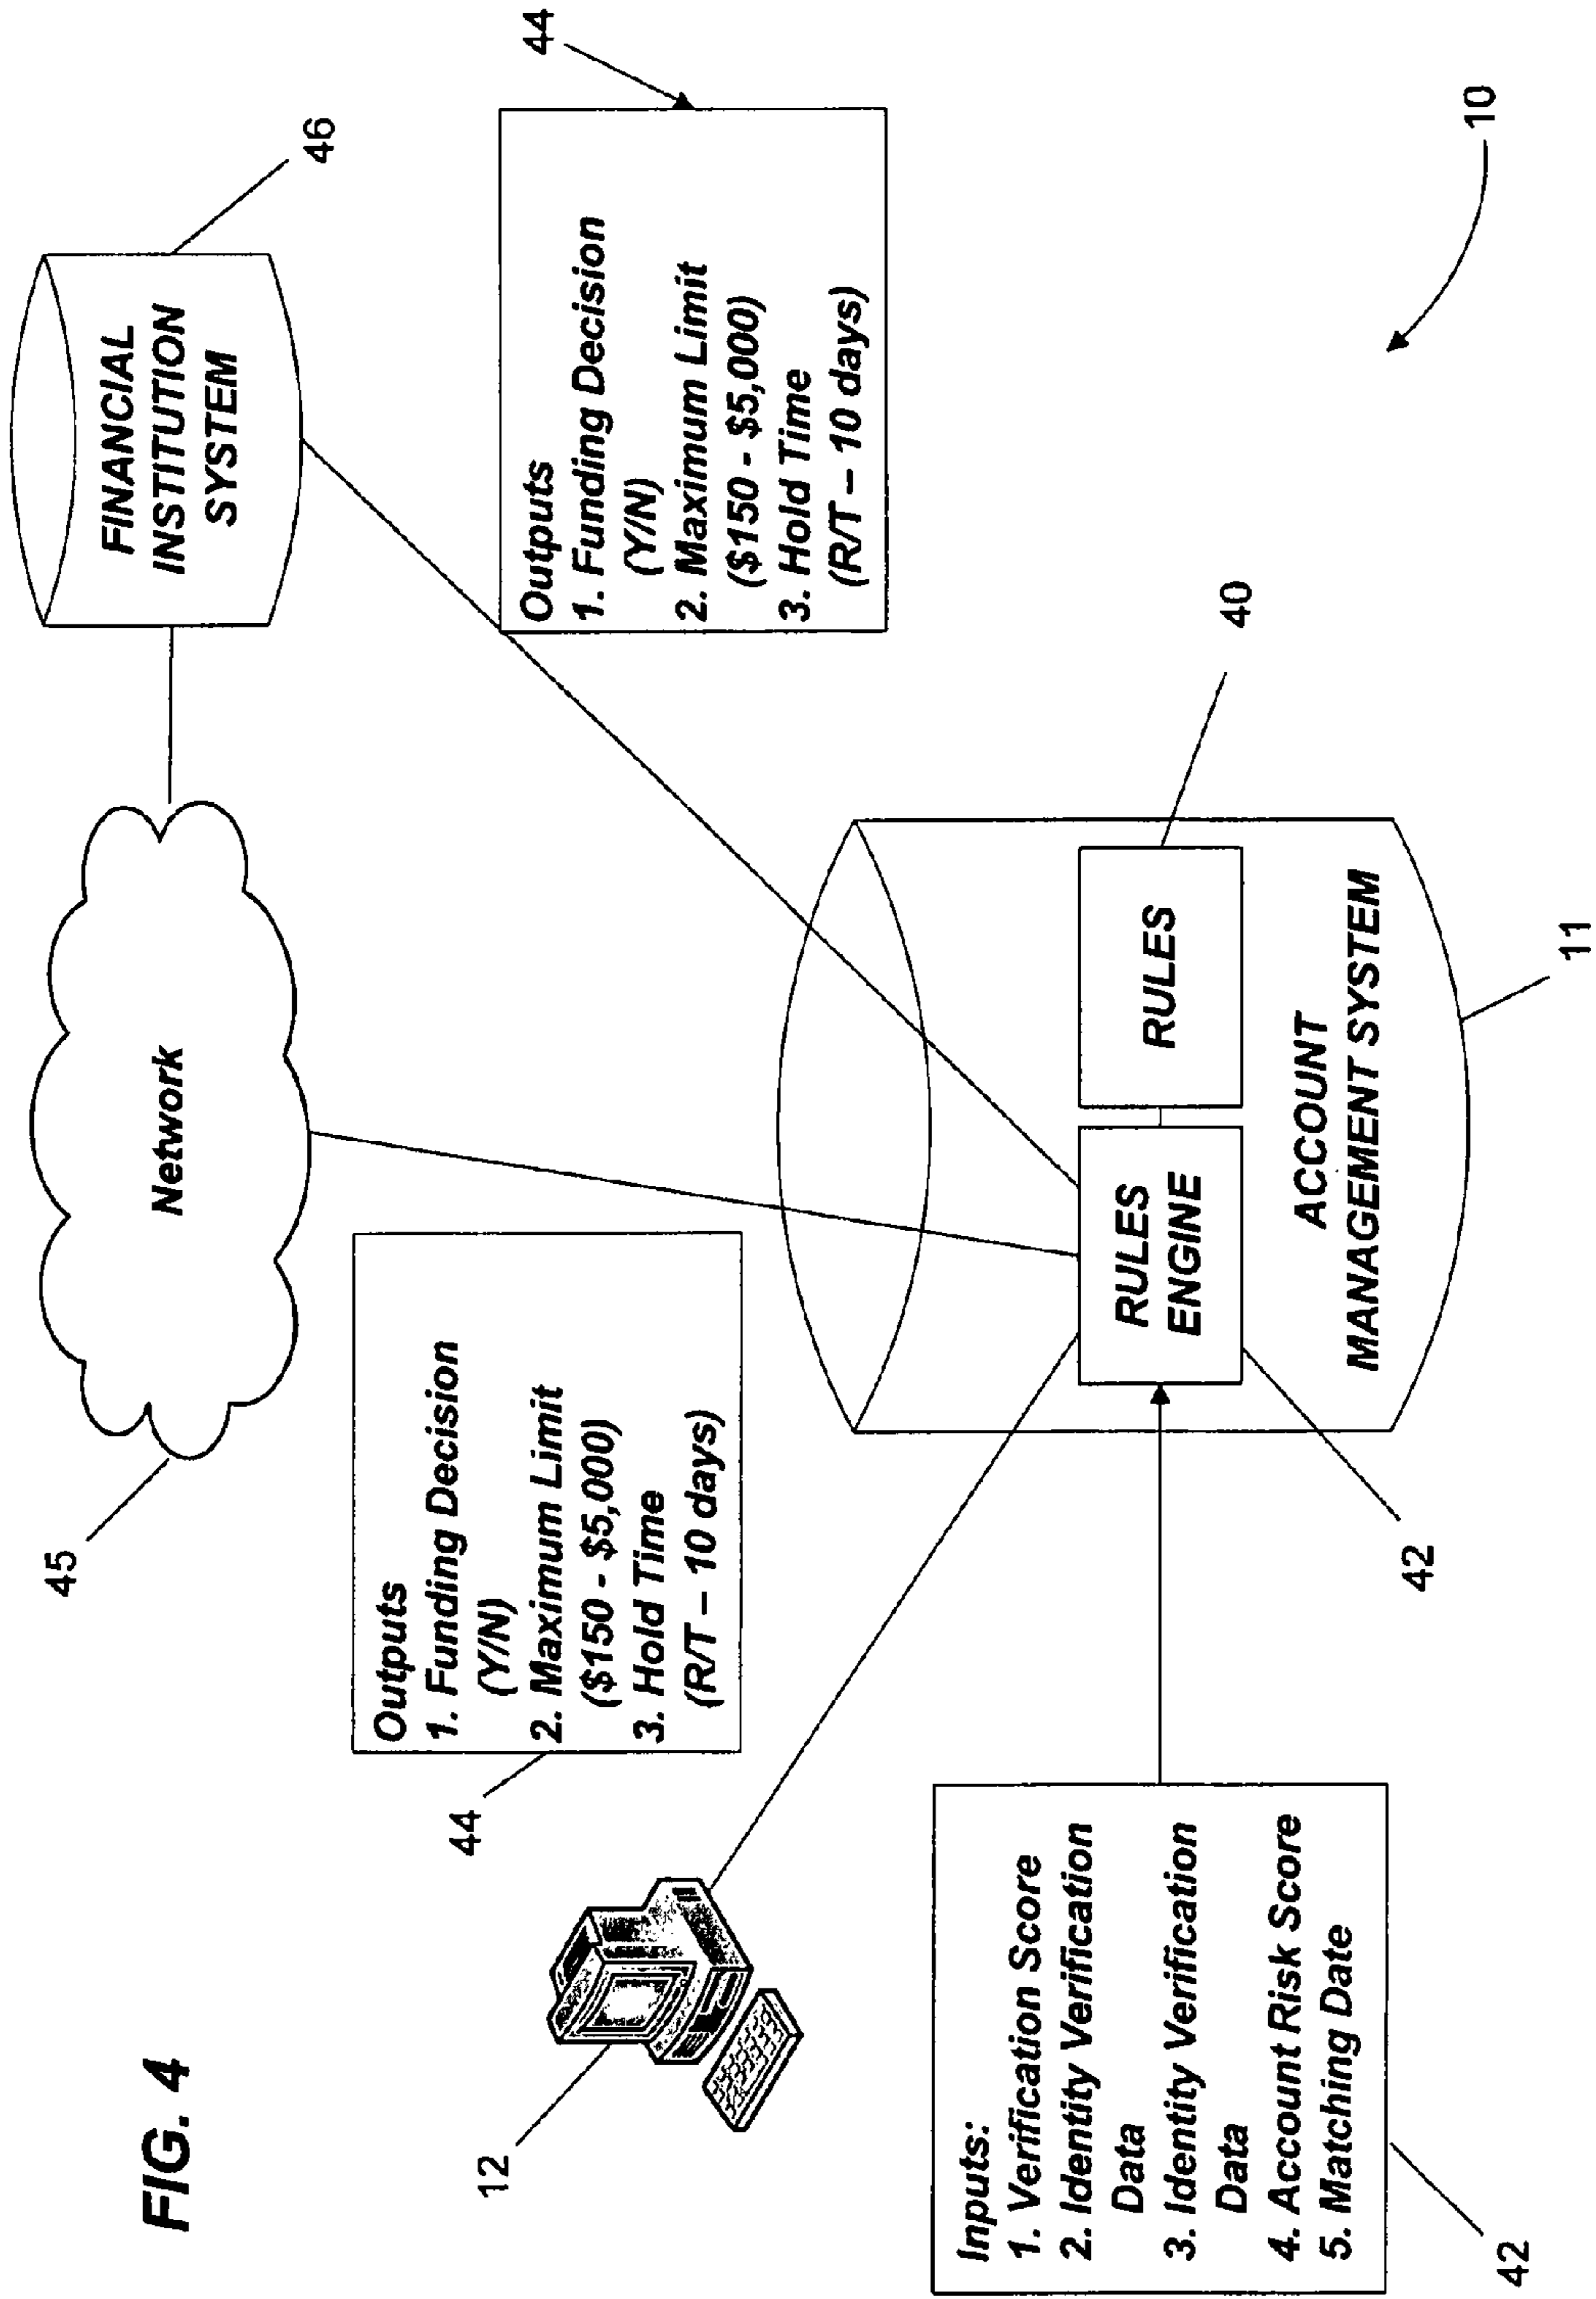 FIG. 4
45
Network
FINANCIAL
INSTITUTION
SYSTEM
46
12
44
Outputs
1. Funding Decision
(Y/N)
2. Maximum Limit
($150 - $5,000)
3. Hold Time
(R/T – 10 days)
Outputs
1. Funding Decision
(Y/N)
2. Maximum Limit
($150 - $5,000)
3. Hold Time
(R/T – 10 days)
44
Inputs:
1. Verification Score
2. Identity Verification
Data
3. Identity Verification
Data
4. Account Risk Score
5. Matching Date
42
RULES
ENGINE
RULES
40
ACCOUNT
MANAGEMENT SYSTEM
42
11
10